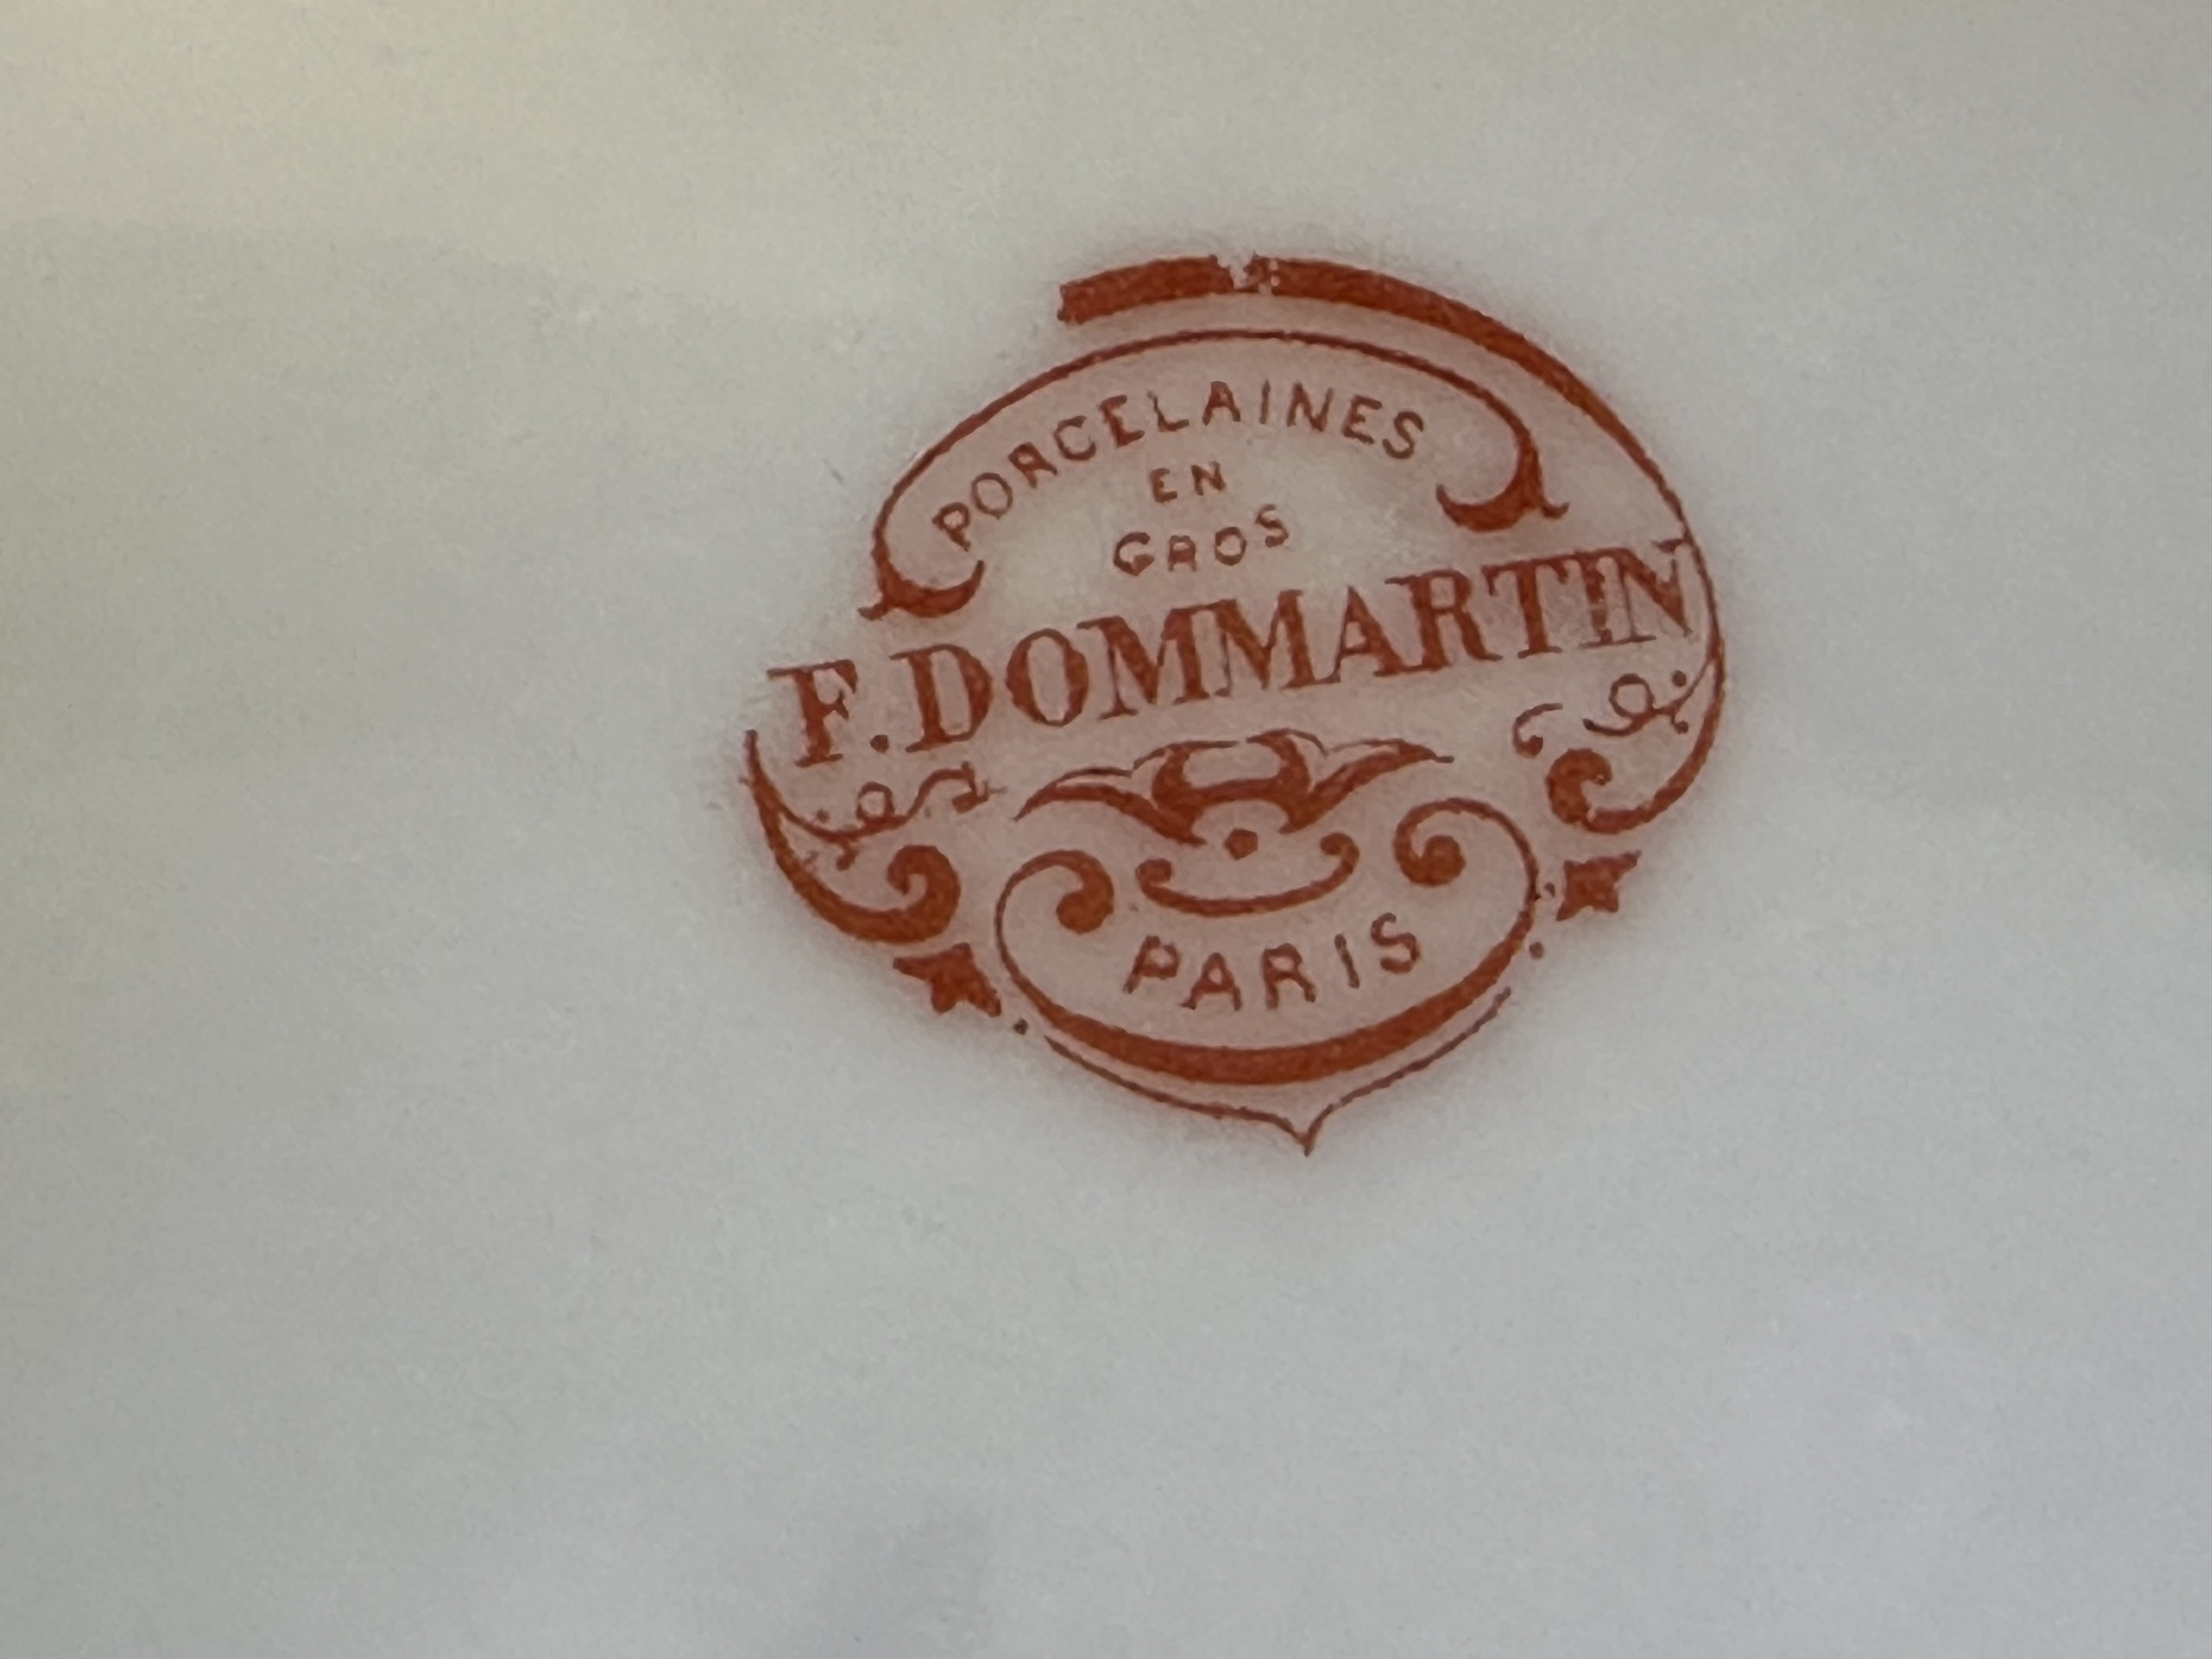 PORCELAINES
EN
GROS
F. DOMMARTIN
PARIS